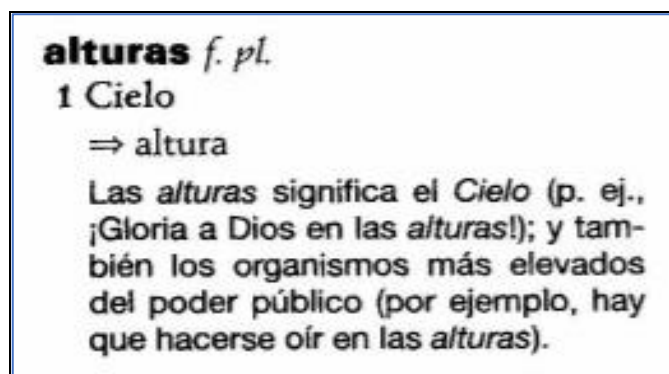 alturas f. pl.
1 Cielo
⇒ altura
Las alturas significa el Cielo (p. ej.,
¡Gloria a Dios en las alturas!); y tam-
bién los organismos más elevados
del poder público (por ejemplo, hay
que hacerse oír en las alturas).